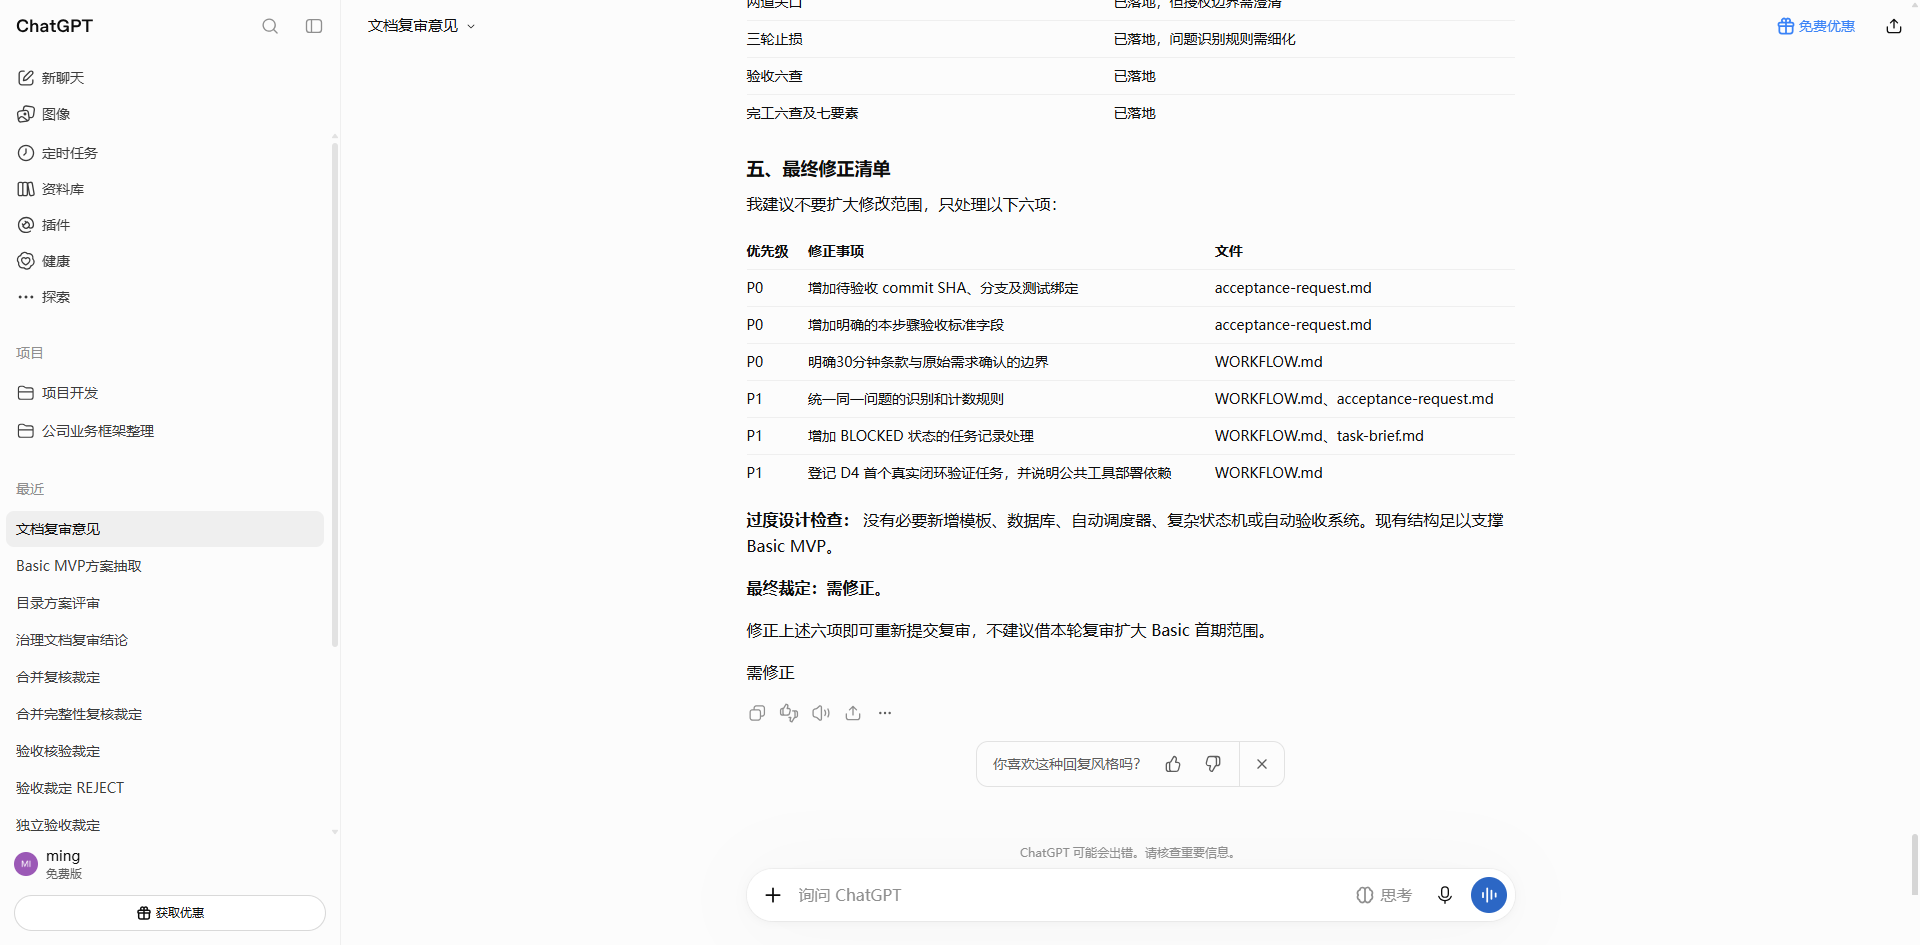 ChatGPT
新聊天
图像
定时任务
资料库
插件
健康
探索
项目
项目开发
公司业务框架整理
最近
文档复审意见
Basic MVP方案抽取
目录方案评审
治理文档复审结论
合并复核裁定
合并完整性复核裁定
验收核验裁定
验收裁定 REJECT
独立验收裁定
MI
ming
免费版
获取优惠
文档复审意见
免费优惠
两道关口 已落地，但授权边界需澄清
三轮止损 已落地，问题识别规则需细化
验收六查 已落地
完工六查及七要素 已落地
五、最终修正清单
我建议不要扩大修改范围，只处理以下六项：
优先级 修正事项 文件
P0 增加待验收 commit SHA、分支及测试绑定 acceptance-request.md
P0 增加明确的本步骤验收标准字段 acceptance-request.md
P0 明确30分钟条款与原始需求确认的边界 WORKFLOW.md
P1 统一同一问题的识别和计数规则 WORKFLOW.md、acceptance-request.md
P1 增加 BLOCKED 状态的任务记录处理 WORKFLOW.md、task-brief.md
P1 登记 D4 首个真实闭环验证任务，并说明公共工具部署依赖 WORKFLOW.md
过度设计检查： 没有必要新增模板、数据库、自动调度器、复杂状态机或自动验收系统。现有结构足以支撑
Basic MVP。
最终裁定：需修正。
修正上述六项即可重新提交复审，不建议借本轮复审扩大 Basic 首期范围。
需修正
你喜欢这种回复风格吗？
ChatGPT 可能会出错。请核查重要信息。
询问 ChatGPT
思考